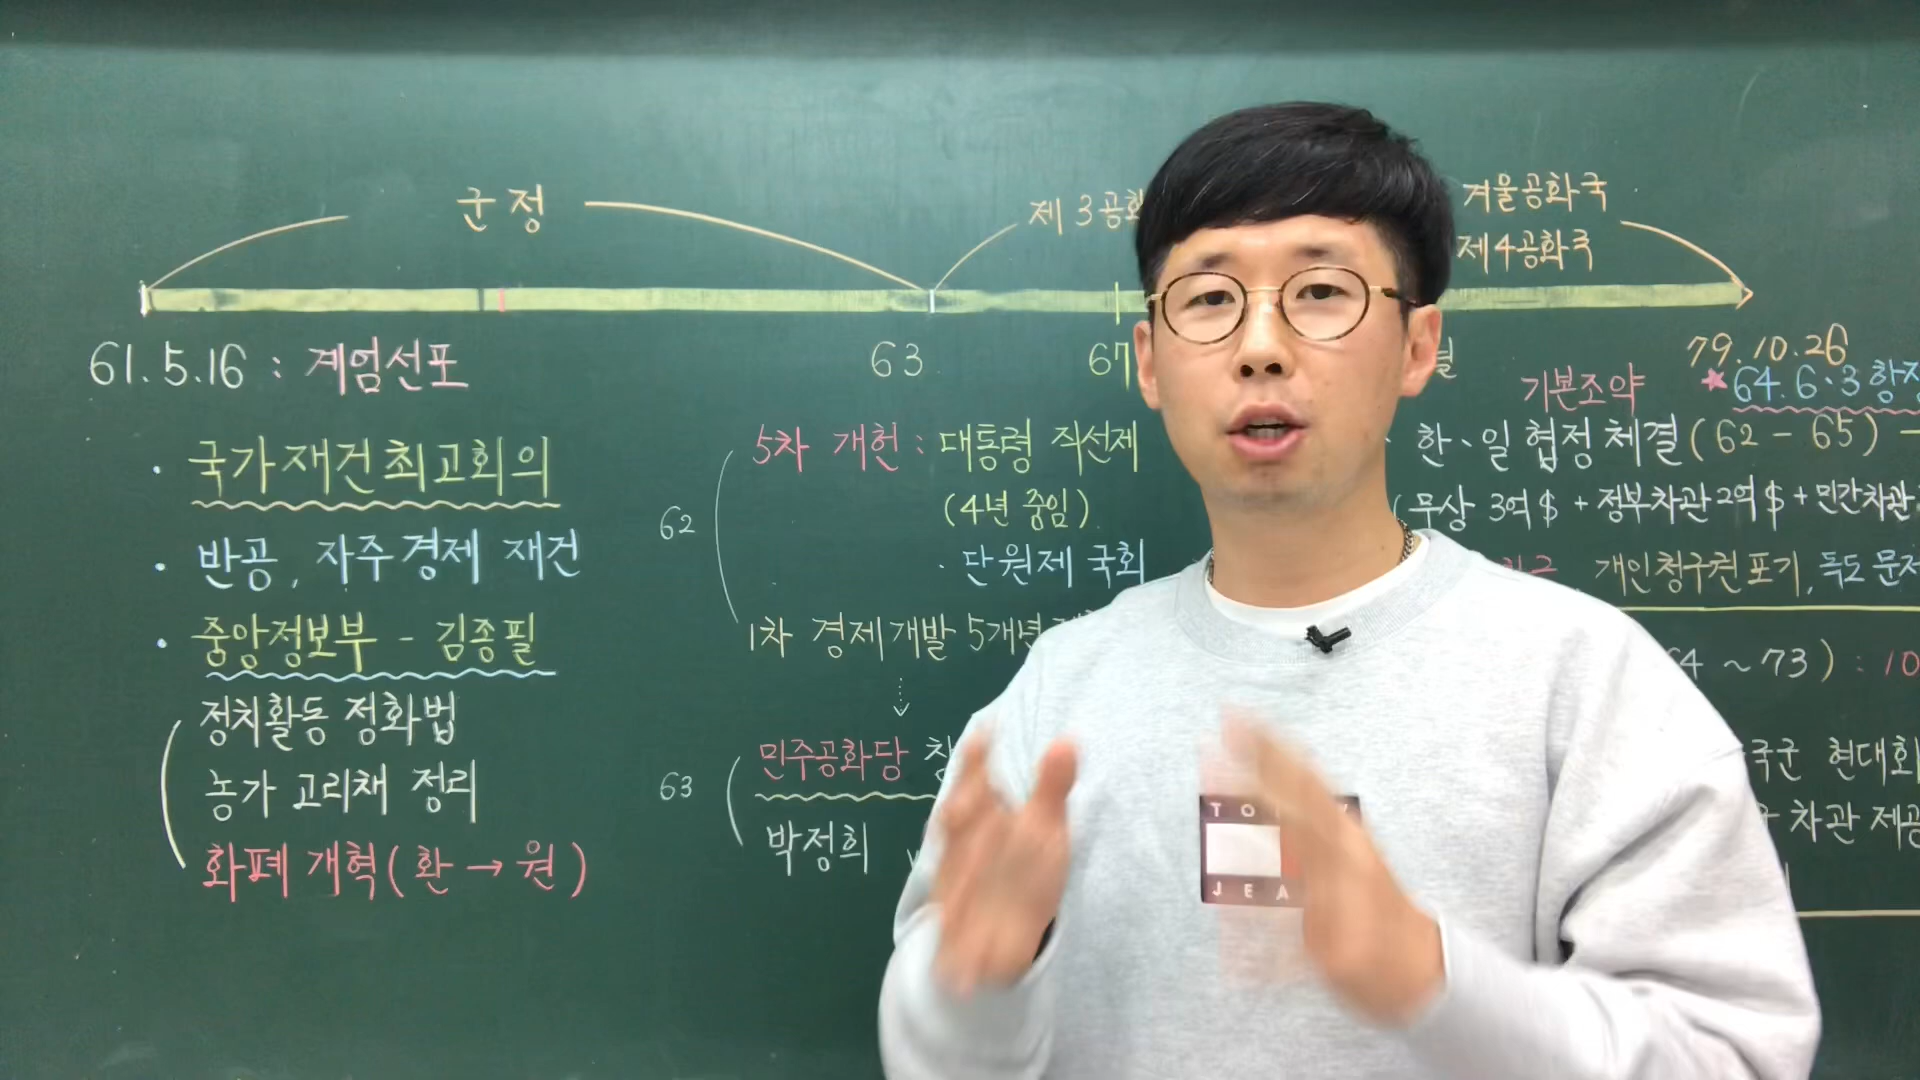 군정
제 3 공화
겨울공화국
제4공화국
61.5.16 : 계엄선포
63
67
79.10.26
· 국가재건최고회의
· 반공, 자주경제 재건
· 중앙정보부 - 김종필
정치활동 정화법
농가 고리채 정리
화폐 개혁(환→원)
62
5차 개헌 : 대통령 직선제
(4년 중임)
· 단원제 국회
1차 경제개발 5개년
63
민주공화당
박정희
기본조약
★64.6.3 항쟁
· 한、일 협정체결(62 - 65) -
(무상 3억$ + 정부차관2억$ + 민간차관
개인청구권포기, 독도 문제
~73) : 10
국군 현대화
차관 제공
TO
JEA